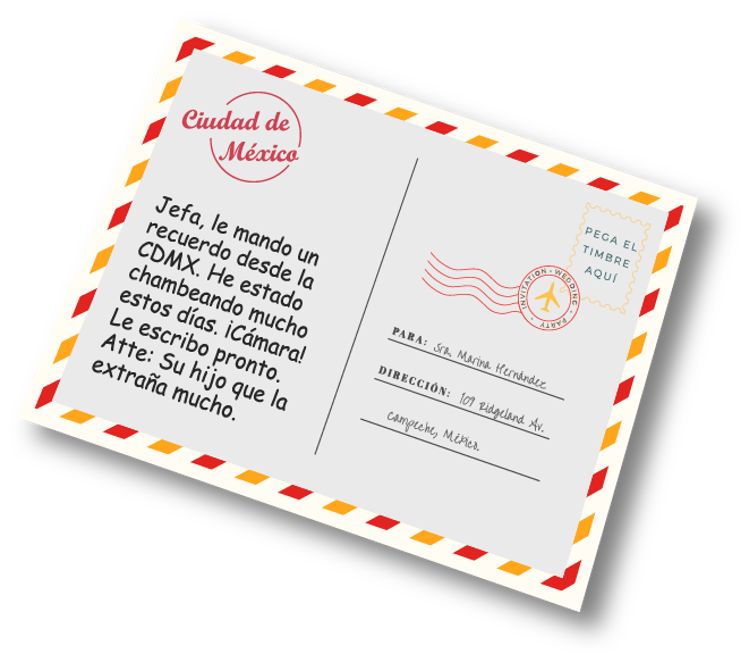 Ciudad de
México
Jefa, le mando un
recuerdo desde la
CDMX. He estado
chambeando mucho
estos días. ¡Cámara!
Le escribo pronto.
Atte: Su hijo que la
extraña mucho.
PEGA EL
TIMBRE
AQUÍ
INVITATION • WEDDING • PARTY •
PARA: Sra. Marina Hernández
DIRECCIÓN: 109 Ridgeland Av.
Campeche, México.